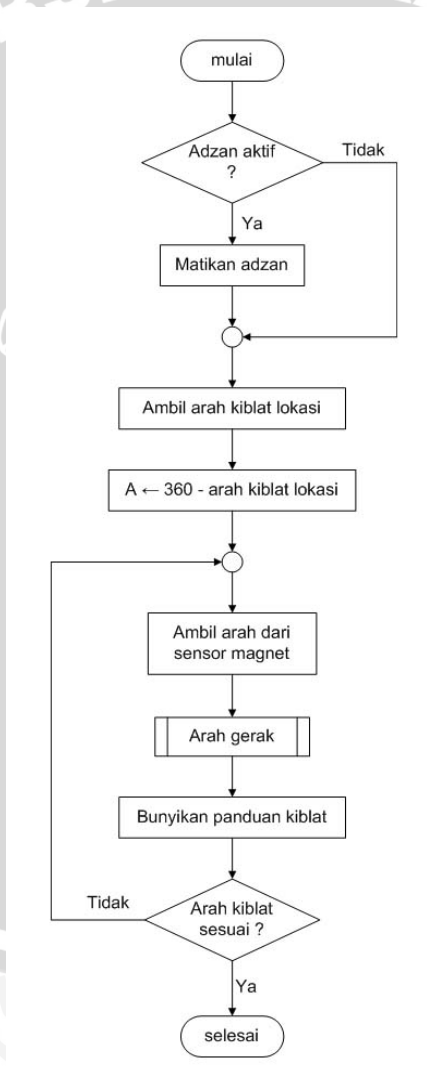 mulai
Adzan aktif
?
Tidak
Ya
Matikan adzan
Ambil arah kiblat lokasi
A ← 360 - arah kiblat lokasi
Ambil arah dari
sensor magnet
Arah gerak
Bunyikan panduan kiblat
Tidak
Arah kiblat
sesuai ?
Ya
selesai